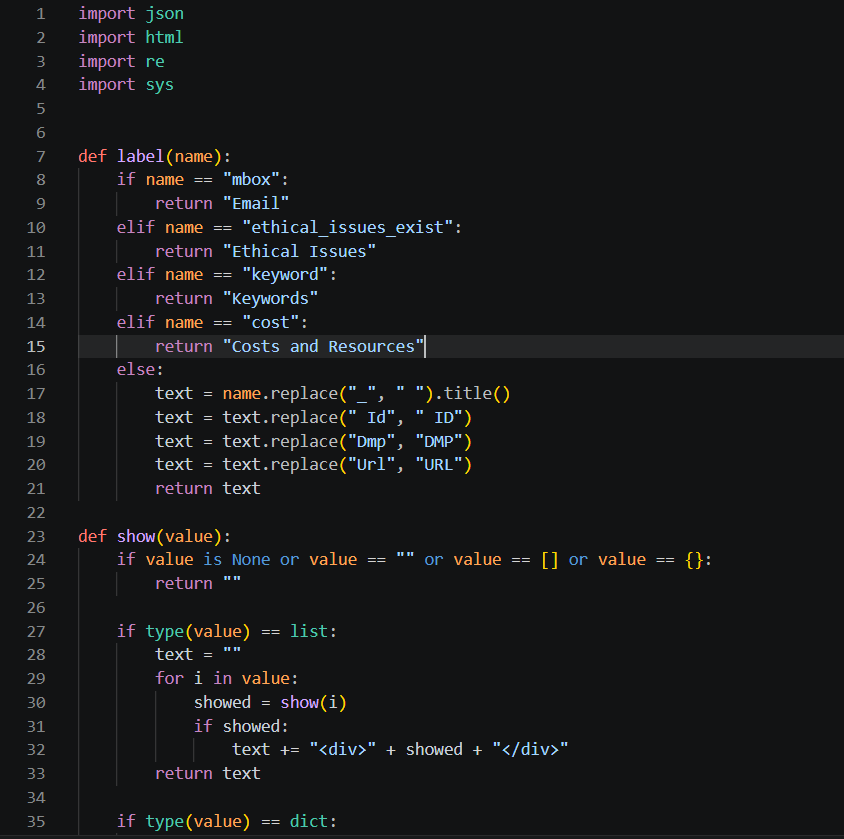 1 import json
2 import html
3 import re
4 import sys
5
6
7 def label(name):
8     if name == "mbox":
9         return "Email"
10     elif name == "ethical_issues_exist":
11         return "Ethical Issues"
12     elif name == "keyword":
13         return "Keywords"
14     elif name == "cost":
15         return "Costs and Resources"
16     else:
17         text = name.replace("_", " ").title()
18         text = text.replace(" Id", " ID")
19         text = text.replace("Dmp", "DMP")
20         text = text.replace("Url", "URL")
21         return text
22
23 def show(value):
24     if value is None or value == "" or value == [] or value == {}:
25         return ""
26
27     if type(value) == list:
28         text = ""
29         for i in value:
30             showed = show(i)
31             if showed:
32                 text += "<div>" + showed + "</div>"
33         return text
34
35     if type(value) == dict: